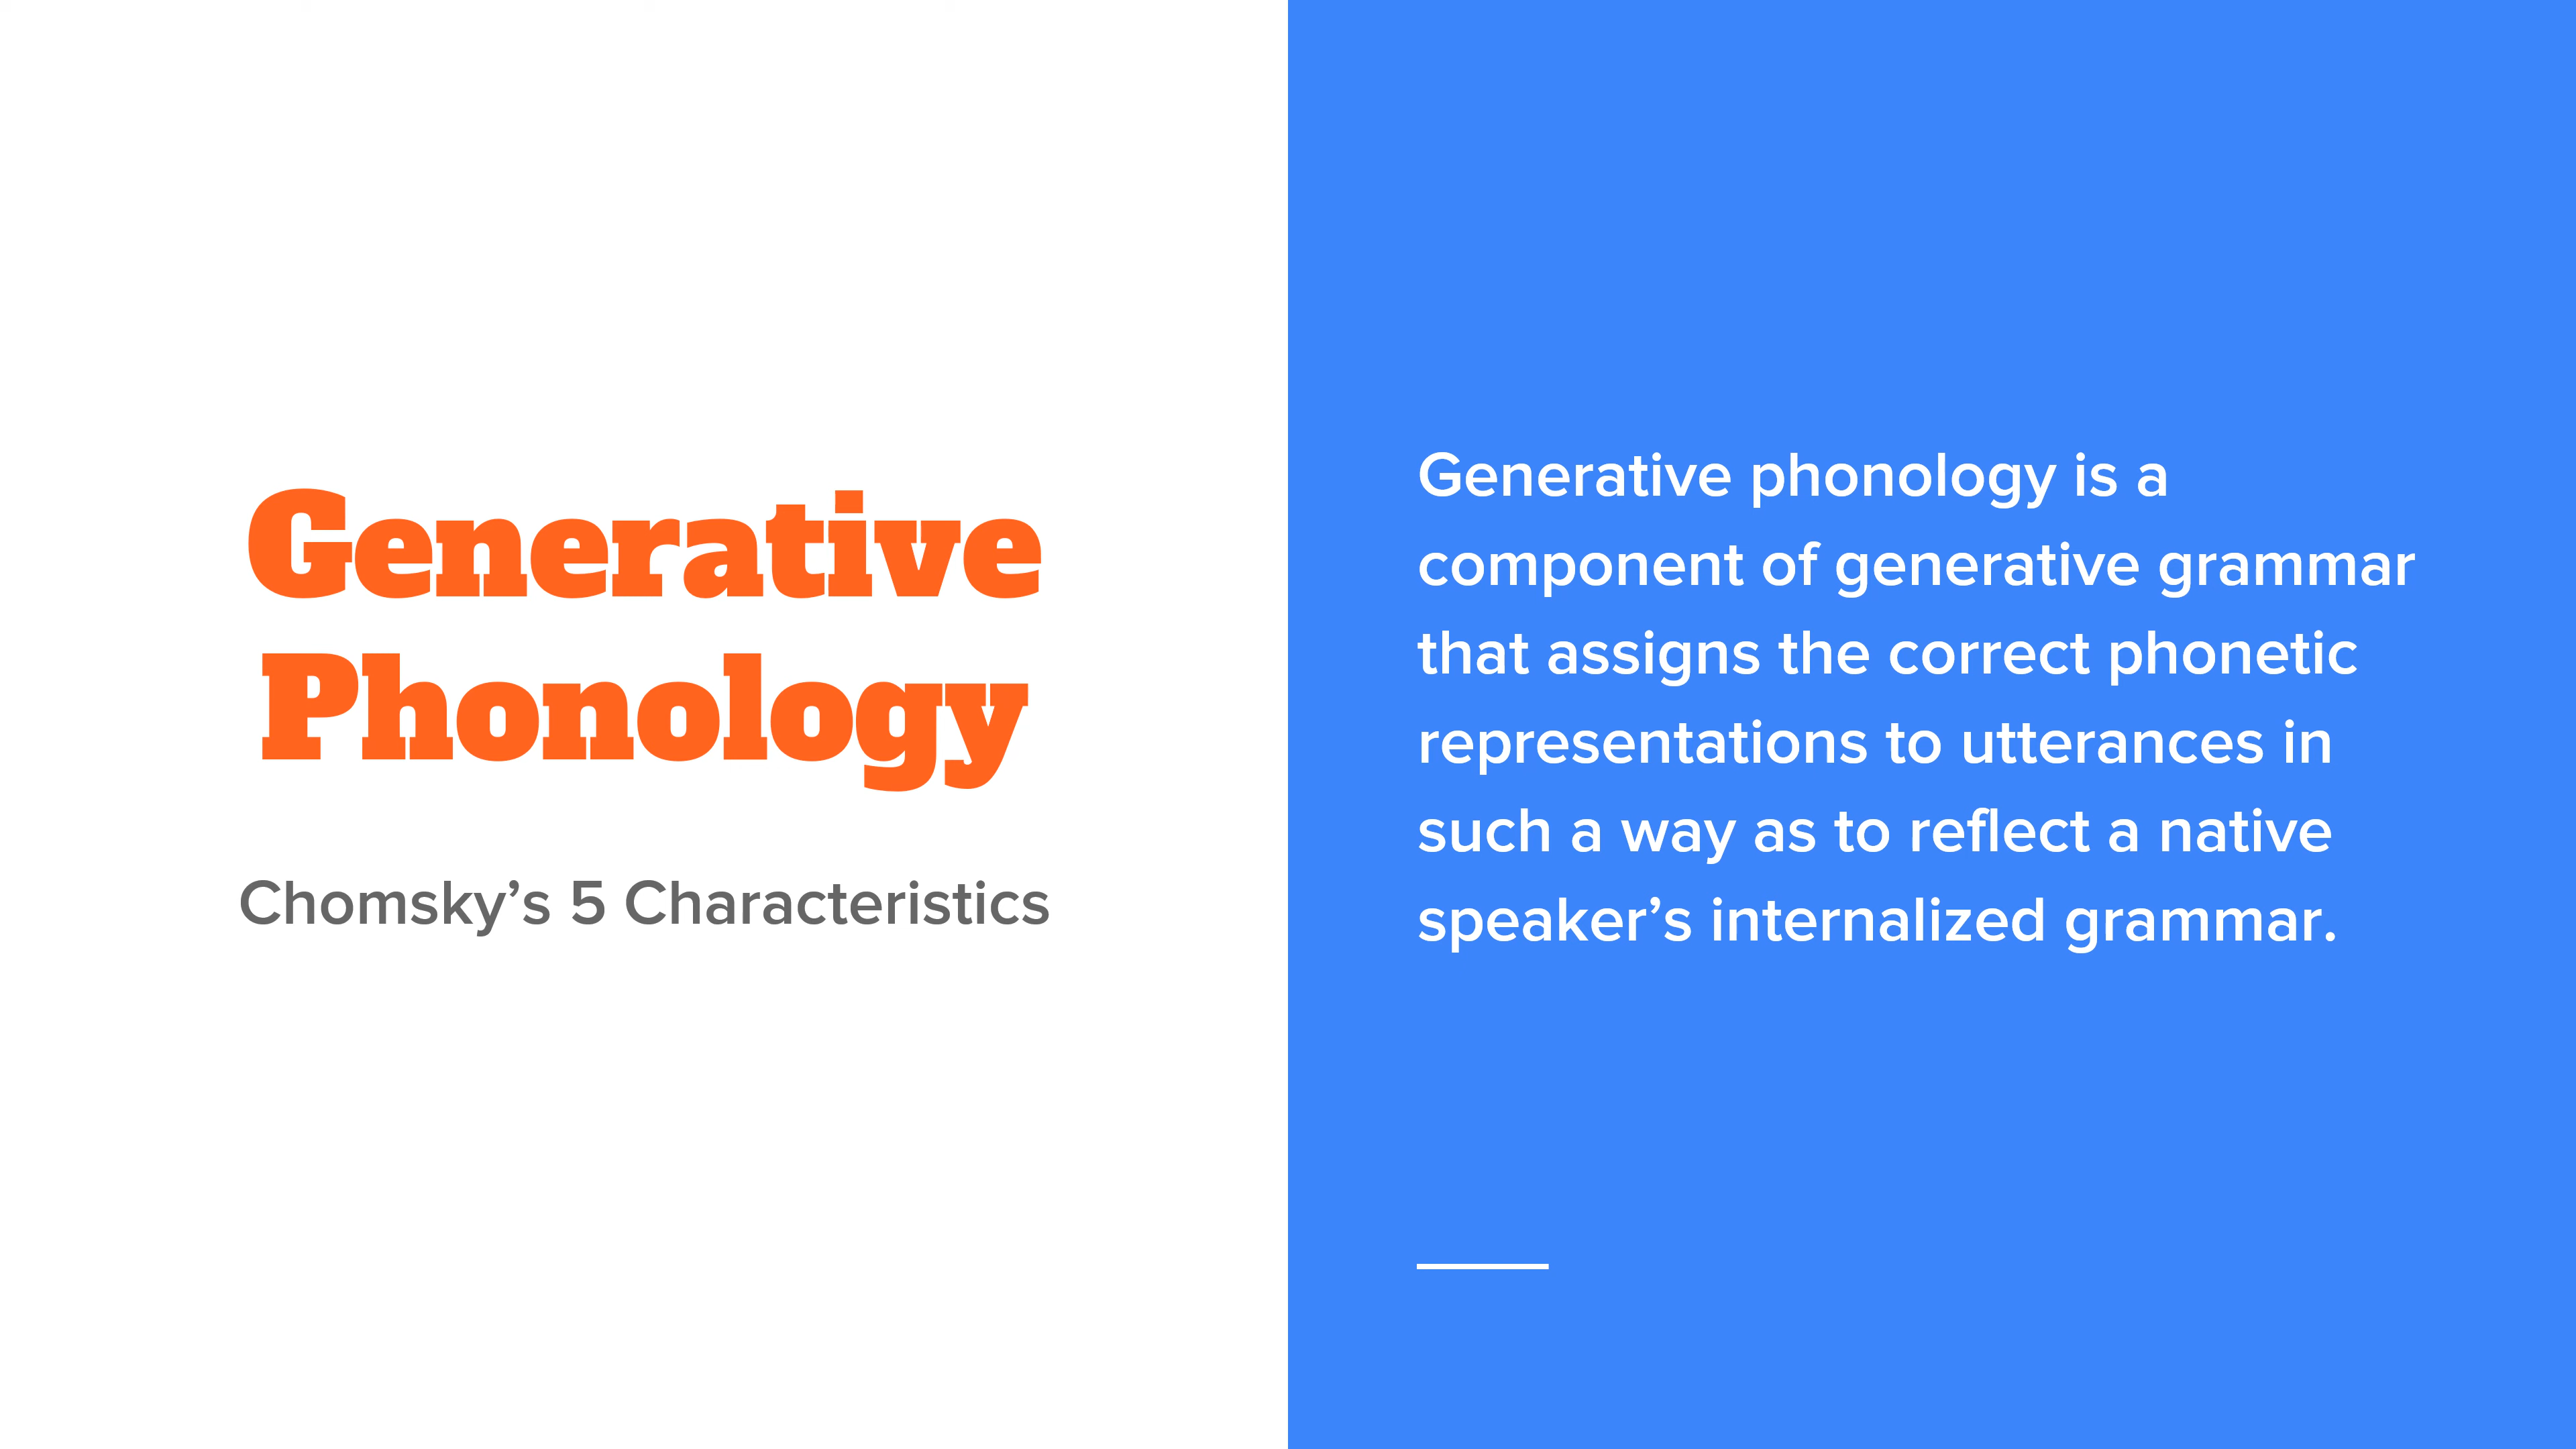 Generative
Phonology
Chomsky’s 5 Characteristics
Generative phonology is a
component of generative grammar
that assigns the correct phonetic
representations to utterances in
such a way as to reflect a native
speaker’s internalized grammar.